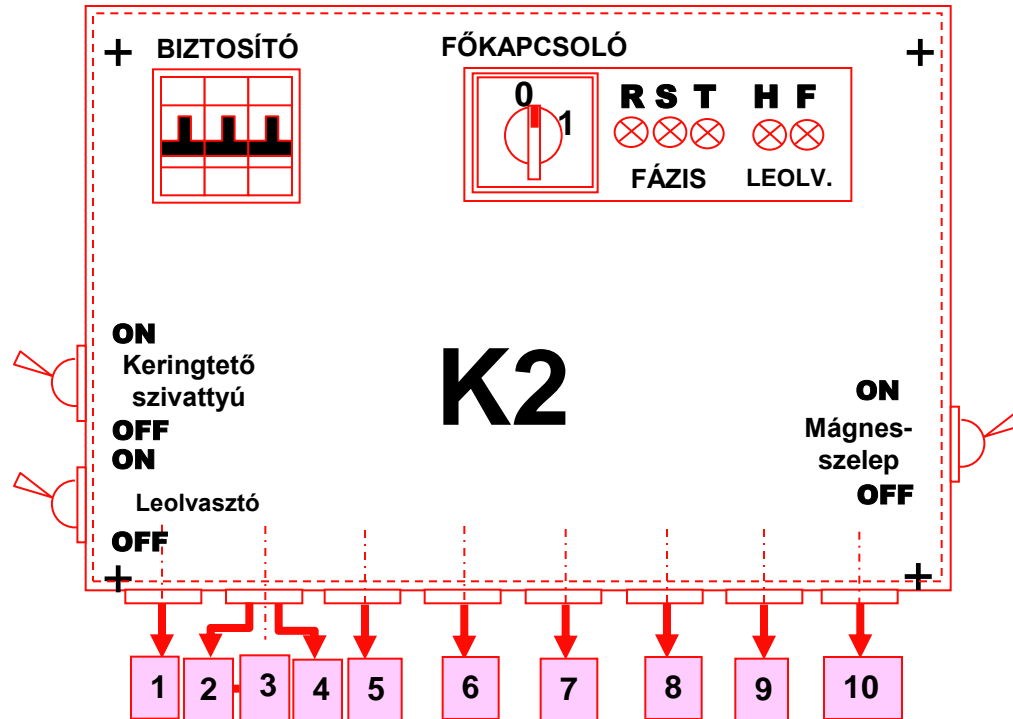 BIZTOSÍTÓ
FŐKAPCSOLÓ
0
1
R S T H F
FÁZIS LEOLV.
ON
Keringtető
szivattyú
OFF
ON
Leolvasztó
OFF
K2
ON
Mágnes-
szelep
OFF
1 2 3 4 5 6 7 8 9 10